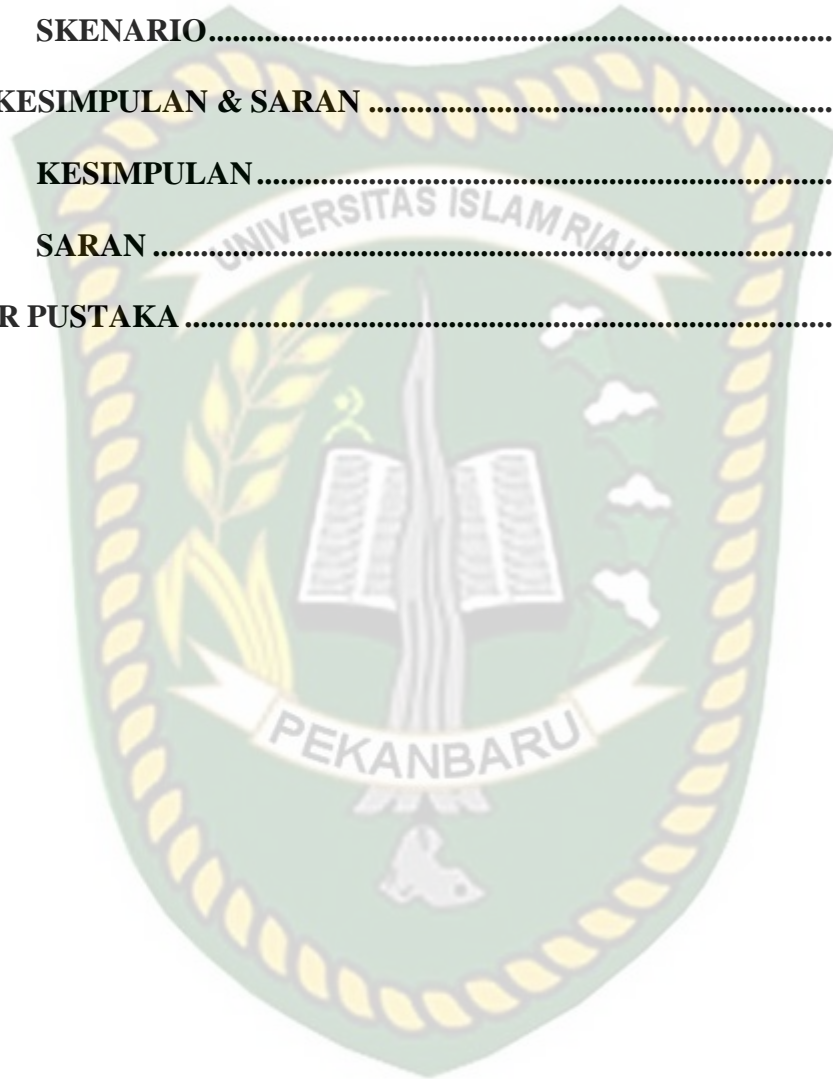 SKENARIO................................................................................
KESIMPULAN & SARAN ...........................................................
KESIMPULAN..........................................................................
SARAN .......................................................................................
R PUSTAKA ...................................................................................
UNIVERSITAS ISLAM RIAU
PEKANBARU